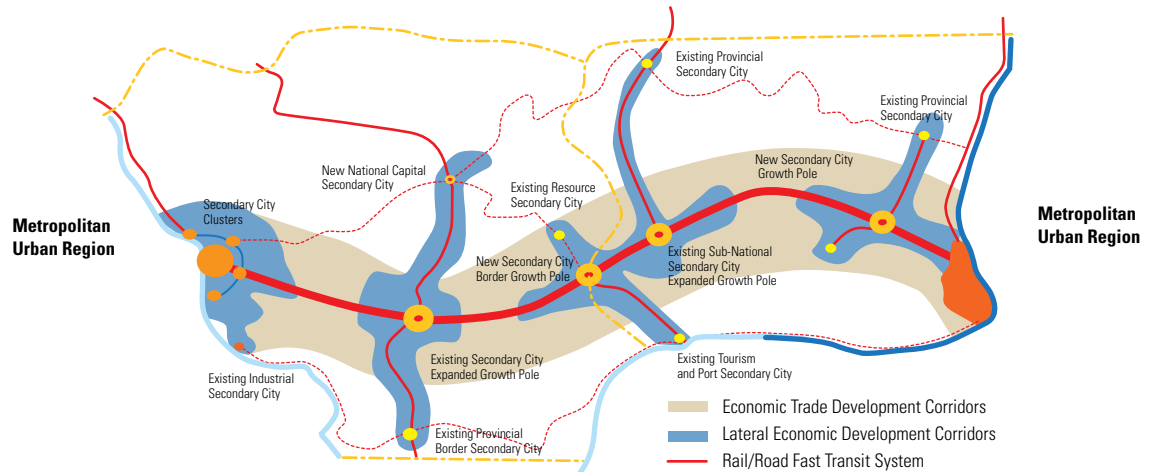 Existing Provincial
Secondary City
Existing Provincial
Secondary City
New Secondary City
Growth Pole
New National Capital
Secondary City
Existing Resource
Secondary City
Secondary City
Clusters
Metropolitan
Urban Region
Metropolitan
Urban Region
New Secondary City
Border Growth Pole
Existing Sub-National
Secondary City
Expanded Growth Pole
Existing Secondary City
Expanded Growth Pole
Existing Tourism
and Port Secondary City
Existing Industrial
Secondary City
Existing Provincial
Border Secondary City
Economic Trade Development Corridors
Lateral Economic Development Corridors
Rail/Road Fast Transit System